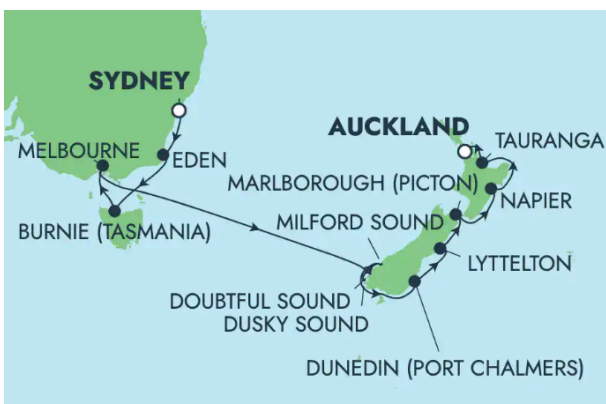 SYDNEY
MELBOURNE
EDEN
BURNIE (TASMANIA)
AUCKLAND
TAURANGA
MARLBOROUGH (PICTON)
NAPIER
MILFORD SOUND
LYTTELTON
DOUBTFUL SOUND
DUSKY SOUND
DUNEDIN (PORT CHALMERS)